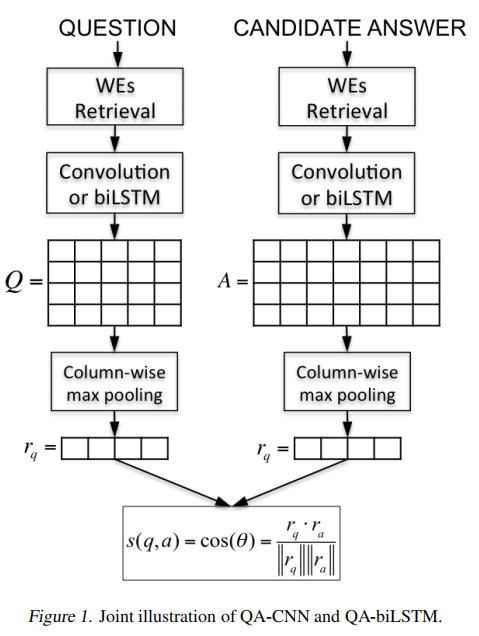 QUESTION CANDIDATE ANSWER
WEs WEs
Retrieval Retrieval
Convolution Convolution
or biLSTM or biLSTM
Q = A =
Column-wise Column-wise
max pooling max pooling
r_q = r_q =
s(q,a) = cos(θ) = r_q · r_a / ‖r_q‖‖r_a‖
Figure 1. Joint illustration of QA-CNN and QA-biLSTM.